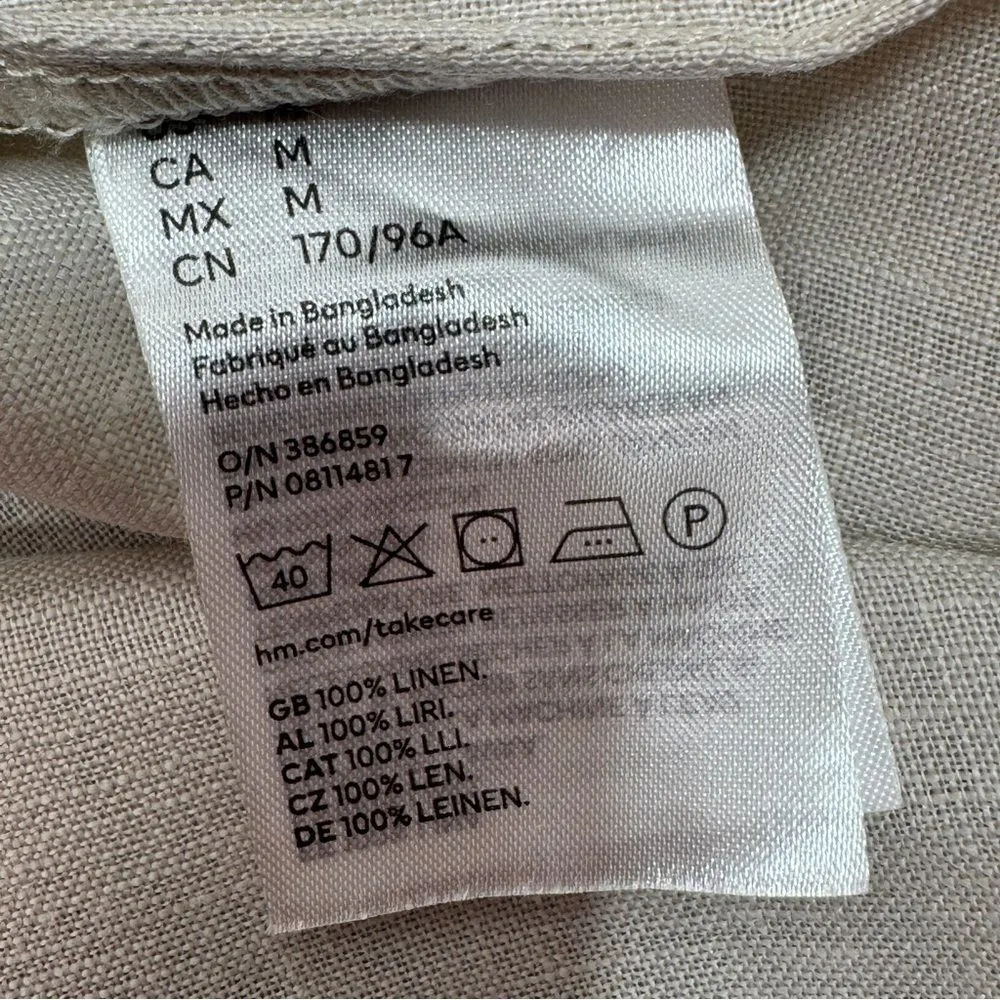 CA M
MX M
CN 170/96A
Made in Bangladesh
Fabriqué au Bangladesh
Hecho en Bangladesh
O/N 386859
P/N 08114817
40 P
hm.com/takecare
GB 100% LINEN.
AL 100% LIRI.
CAT 100% LLI.
CZ 100% LEN.
DE 100% LEINEN.